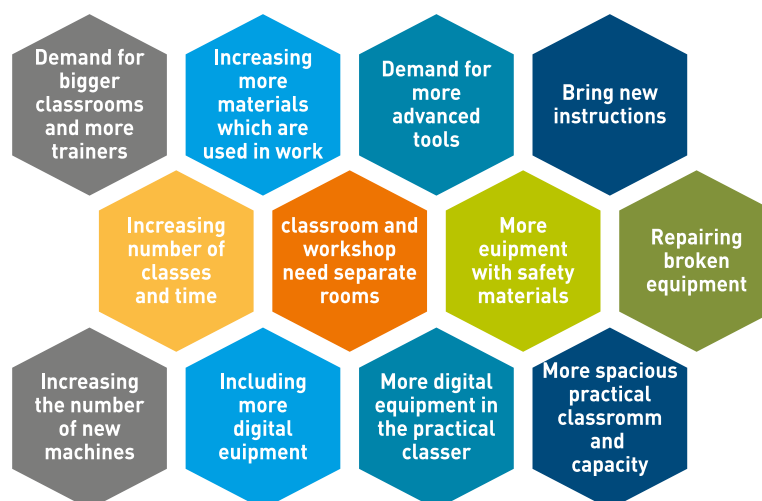 Demand for
bigger
classrooms
and more
trainers
Increasing
more
materials
which are
used in work
Demand for
more
advanced
tools
Bring new
instructions
Increasing
number of
classes
and time
classroom and
workshop
need separate
rooms
More
euipment
with safety
materials
Repairing
broken
equipment
Increasing
the number
of new
machines
Including
more
digital
euipment
More digital
equipment in
the practical
classer
More spacious
practical
classromm
and
capacity